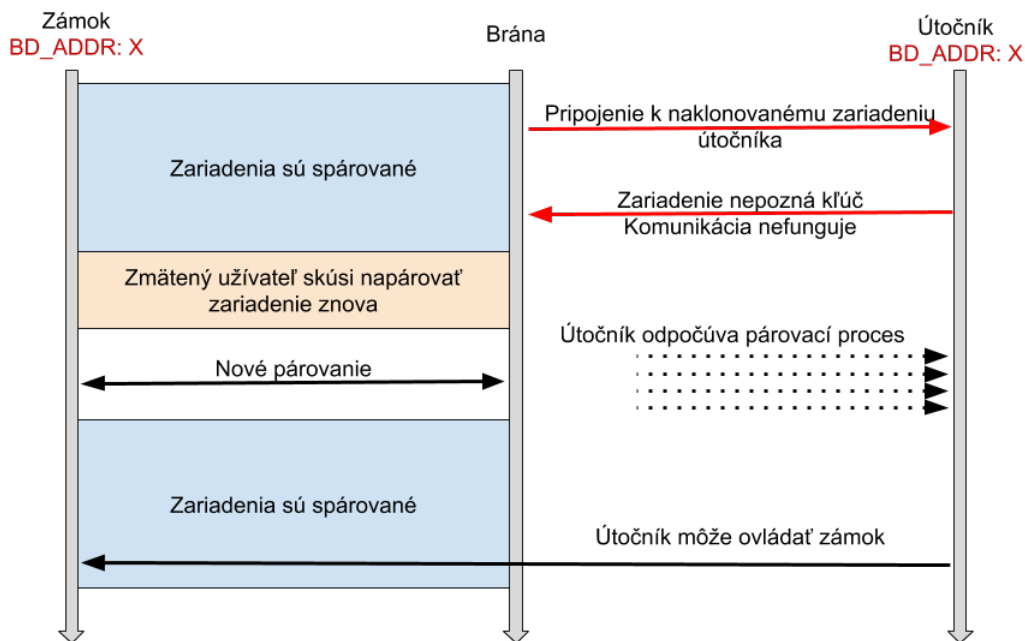 Zámok
BD_ADDR: X
Brána
Útočník
BD_ADDR: X
Pripojenie k naklonovanému zariadeniu
útočníka
Zariadenia sú spárované
Zariadenie nepozná kľúč
Komunikácia nefunguje
Zmätený užívateľ skúsi napárovať
zariadenie znova
Útočník odpočúva párovací proces
Nové párovanie
Zariadenia sú spárované
Útočník môže ovládať zámok